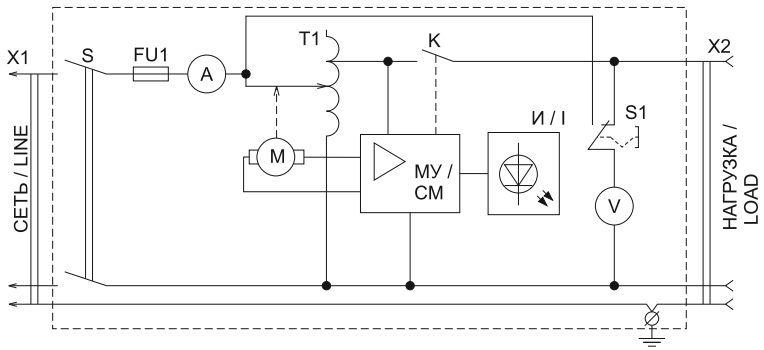 X1
S
FU1
A
T1
K
X2
S1
И / I
M
МУ /
СМ
V
СЕТЬ / LINE
НАГРУЗКА /
LOAD